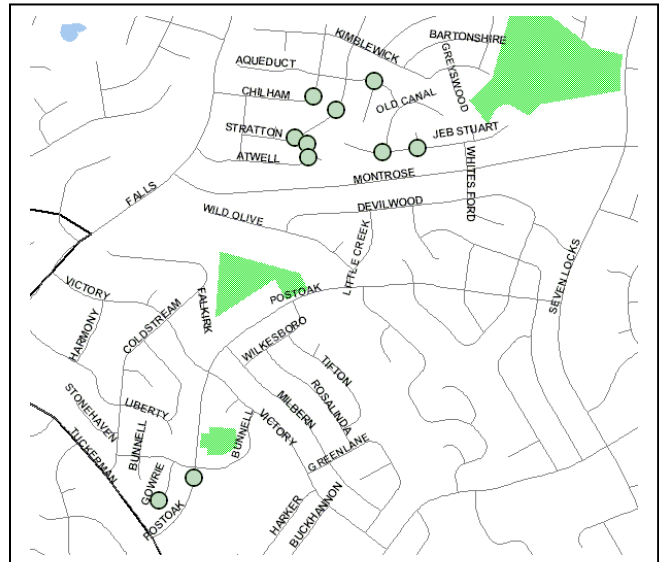 KIMBLEWICK
BARTONSHIRE
AQUEDUCT
GREYSWOOD
CHILHAM
OLD CANAL
STRATTON
JEB STUART
ATWELL
WHITES FORD
MONTROSE
FALLS
DEVILWOOD
WILD OLIVE
LITTLE CREEK
SEVEN LOCKS
VICTORY
FALKIRK
POSTOAK
COLDSTREAM
HARMONY
WILKESBORO
TIFTON
ROSALINDA
STONEHAVEN
LIBERTY
MILBERN
BUNNELL
VICTORY
BUNNELL
TUCKERMAN
GOWRIE
GREENLANE
POSTOAK
HARKER
BUCKHANNON